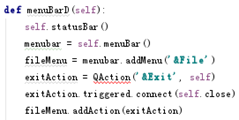 def menuBarD(self):
    self.statusBar()
    menubar = self.menuBar()
    fileMenu = menubar.addMenu('&File')
    exitAction = QAction('&Exit', self)
    exitAction.triggered.connect(self.close)
    fileMenu.addAction(exitAction)